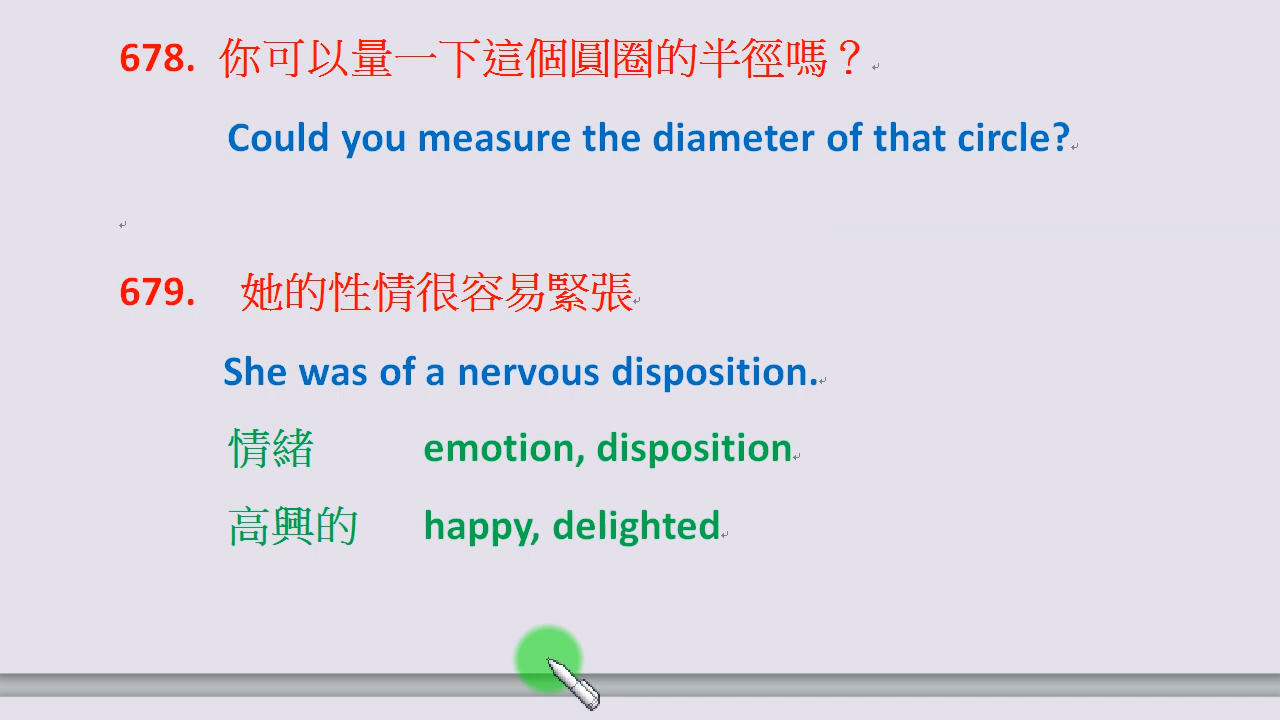 678. 你可以量一下這個圓圈的半徑嗎？
Could you measure the diameter of that circle?
679. 她的性情很容易緊張
She was of a nervous disposition.
情緒 emotion, disposition
高興的 happy, delighted